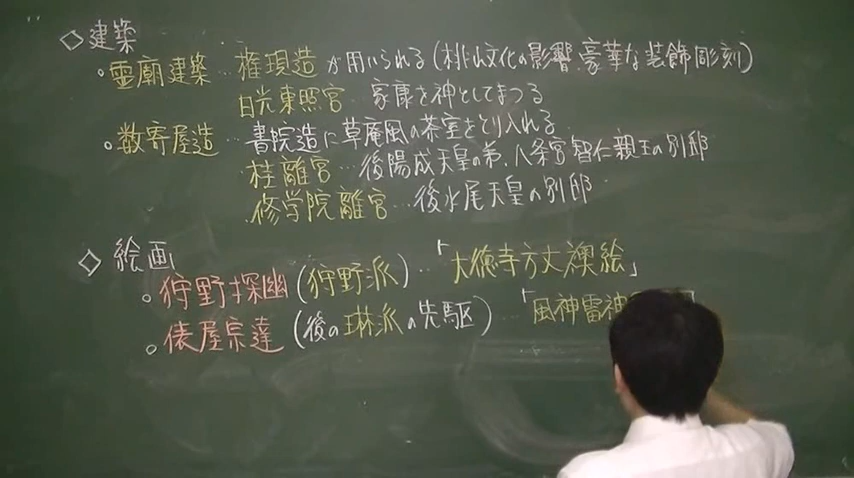 ◇建築
○霊廟建築…権現造が用いられる(桃山文化の影響、豪華な装飾彫刻)
日光東照宮…家康を神としてまつる
○数寄屋造…書院造に草庵風の茶室をとり入れる
桂離宮…後陽成天皇の弟、八条宮智仁親王の別邸
修学院離宮…後水尾天皇の別邸
◇絵画
○狩野探幽(狩野派)…「大徳寺方丈襖絵」
○俵屋宗達(後の琳派の先駆)…「風神雷神